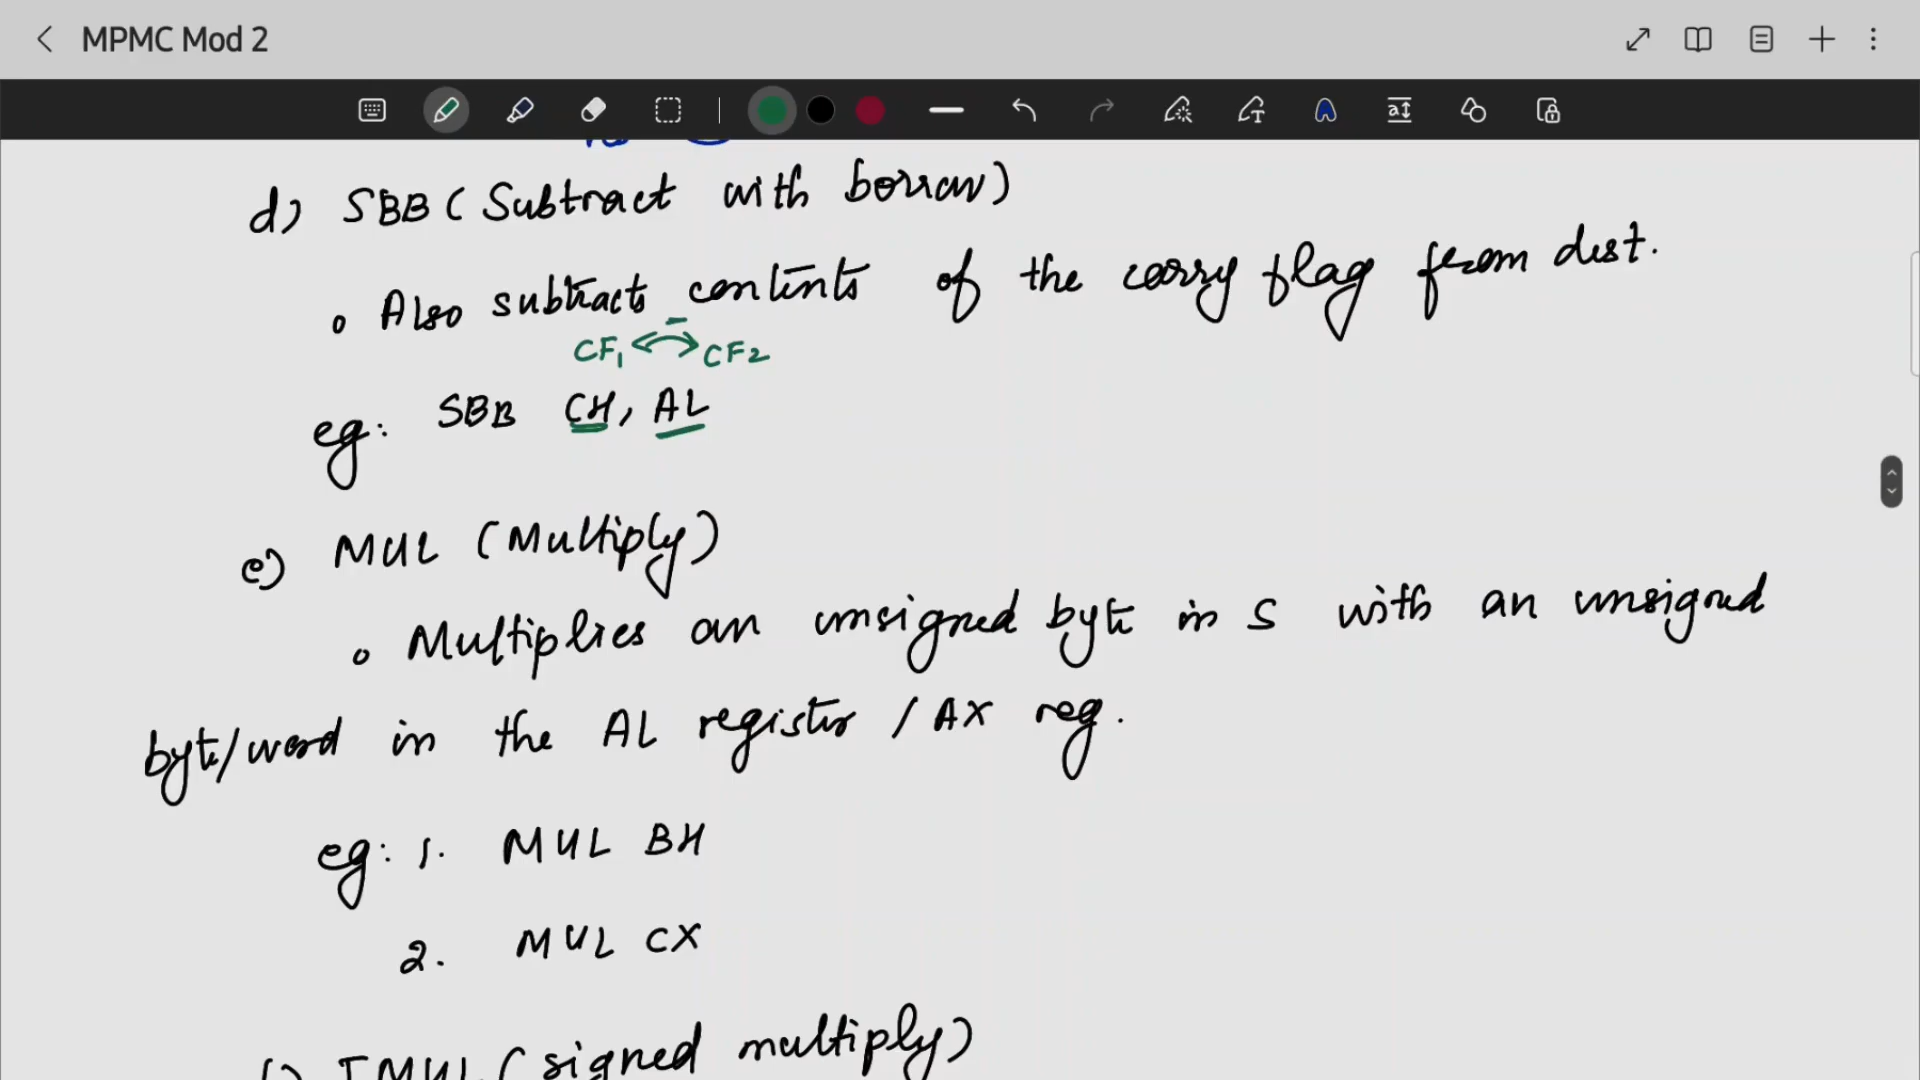 MPMC Mod 2
d) SBB (Subtract with borrow)
• Also subtracts contents of the carry flag from dest.
CF1 CF2
eg: SBB CH, AL
e) MUL (Multiply)
• Multiplies an unsigned byte in S with an unsigned
byte/word in the AL register / AX reg.
eg: 1. MUL BH
2. MUL CX
IMUL (signed multiply)